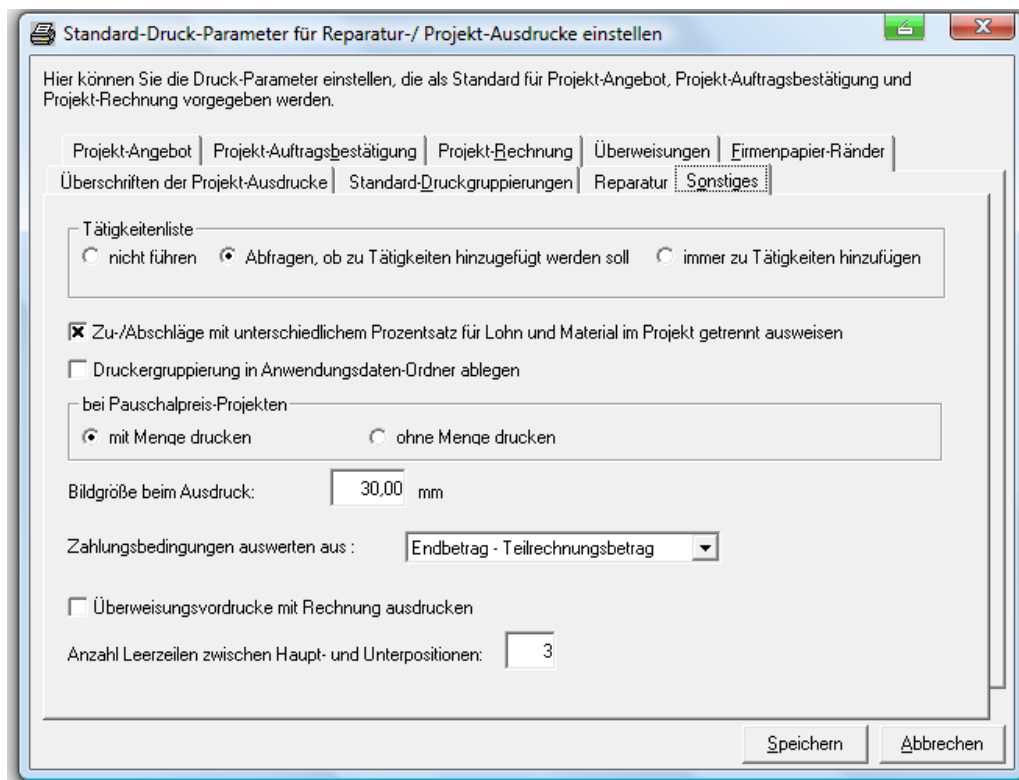 Standard-Druck-Parameter für Reparatur-/ Projekt-Ausdrucke einstellen
Hier können Sie die Druck-Parameter einstellen, die als Standard für Projekt-Angebot, Projekt-Auftragsbestätigung und
Projekt-Rechnung vorgegeben werden.
Projekt-Angebot Projekt-Auftragsbestätigung Projekt-Rechnung Überweisungen Firmenpapier-Ränder
Überschriften der Projekt-Ausdrucke Standard-Druckgruppierungen Reparatur Sonstiges
Tätigkeitenliste
nicht führen Abfragen, ob zu Tätigkeiten hinzugefügt werden soll immer zu Tätigkeiten hinzufügen
Zu-/Abschläge mit unterschiedlichem Prozentsatz für Lohn und Material im Projekt getrennt ausweisen
Druckergruppierung in Anwendungsdaten-Ordner ablegen
bei Pauschalpreis-Projekten
mit Menge drucken ohne Menge drucken
Bildgröße beim Ausdruck: 30,00 mm
Zahlungsbedingungen auswerten aus : Endbetrag - Teilrechnungsbetrag
Überweisungsvordrucke mit Rechnung ausdrucken
Anzahl Leerzeilen zwischen Haupt- und Unterpositionen: 3
Speichern Abbrechen